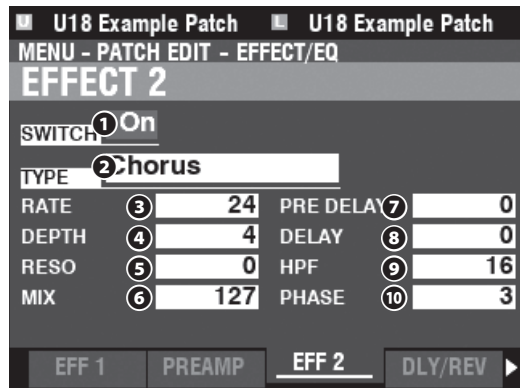 U U18 Example Patch L U18 Example Patch
MENU - PATCH EDIT - EFFECT/EQ
EFFECT 2
SWITCH 1 On
TYPE 2 Chorus
RATE 3 24 PRE DELAY 7 0
DEPTH 4 4 DELAY 8 0
RESO 5 0 HPF 9 16
MIX 6 127 PHASE 10 3
EFF 1 PREAMP EFF 2 DLY/REV